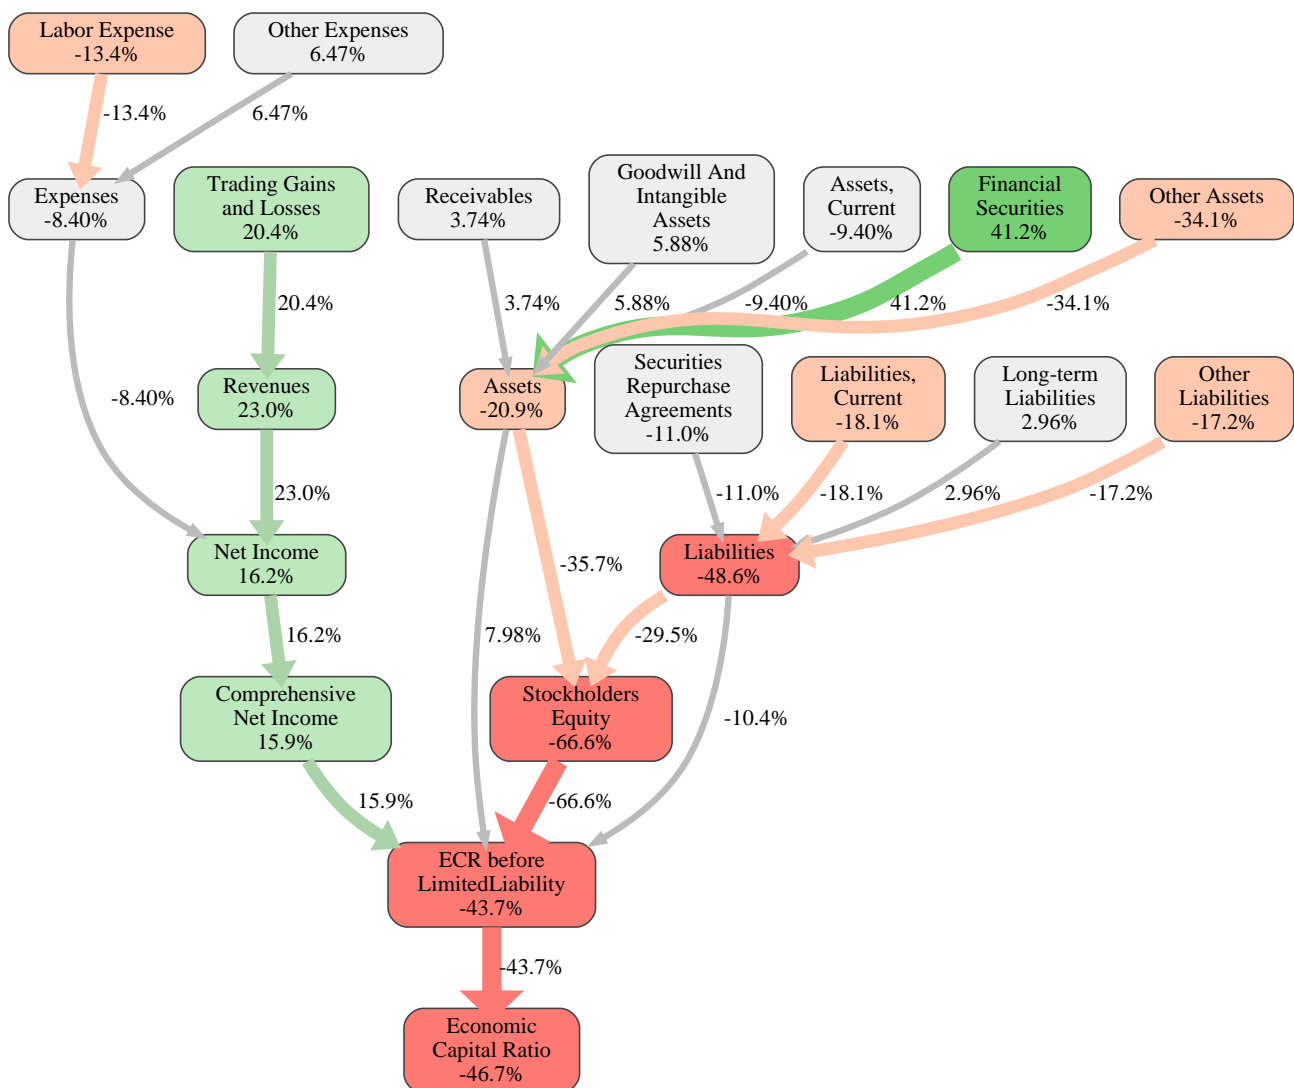 Labor Expense
-13.4%
Other Expenses
6.47%
-13.4%
6.47%
Expenses
-8.40%
Trading Gains
and Losses
20.4%
Receivables
3.74%
Goodwill And
Intangible
Assets
5.88%
Assets,
Current
-9.40%
Financial
Securities
41.2%
Other Assets
-34.1%
20.4%
3.74%
5.88%
-9.40%
41.2%
-34.1%
-8.40%
Revenues
23.0%
Assets
-20.9%
Securities
Repurchase
Agreements
-11.0%
Liabilities,
Current
-18.1%
Long-term
Liabilities
2.96%
Other
Liabilities
-17.2%
23.0%
-11.0%
-18.1%
2.96%
-17.2%
Net Income
16.2%
-35.7%
Liabilities
-48.6%
16.2%
7.98%
-29.5%
Comprehensive
Net Income
15.9%
Stockholders
Equity
-66.6%
-10.4%
15.9%
-66.6%
ECR before
LimitedLiability
-43.7%
-43.7%
Economic
Capital Ratio
-46.7%